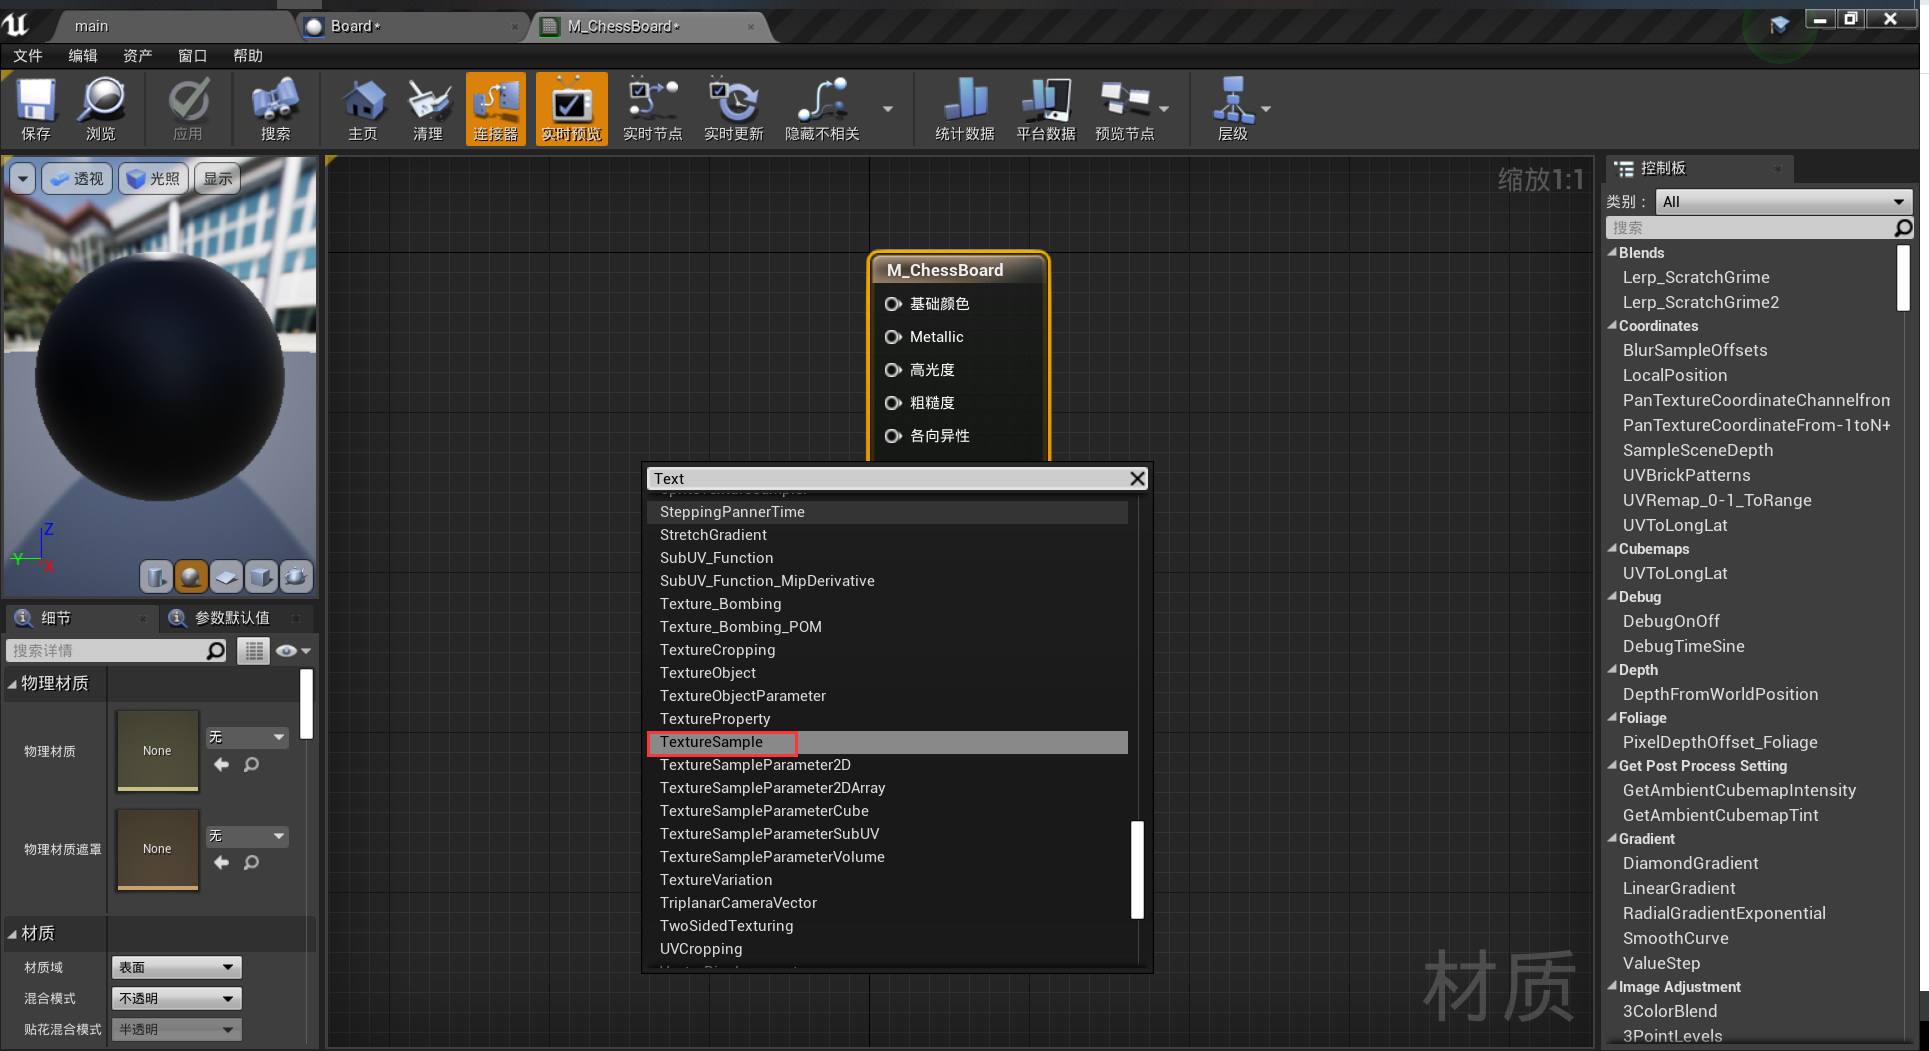 main
Board*
M_ChessBoard*
文件 编辑 资产 窗口 帮助
保存 浏览 应用 搜索 主页 清理 连接器 实时预览 实时节点 实时更新 隐藏不相关 统计数据 平台数据 预览节点 层级
透视 光照 显示
Z
Y
X
细节
参数默认值
搜索详情
物理材质
物理材质
None
无
物理材质遮罩
None
无
材质
材质域 表面
混合模式 不透明
贴花混合模式 半透明
缩放1:1
M_ChessBoard
基础颜色
Metallic
高光度
粗糙度
各向异性
Text
SteppingPannerTime
StretchGradient
SubUV_Function
SubUV_Function_MipDerivative
Texture_Bombing
Texture_Bombing_POM
TextureCropping
TextureObject
TextureObjectParameter
TextureProperty
TextureSample
TextureSampleParameter2D
TextureSampleParameter2DArray
TextureSampleParameterCube
TextureSampleParameterSubUV
TextureSampleParameterVolume
TextureVariation
TriplanarCameraVector
TwoSidedTexturing
UVCropping
材质
控制板
类别： All
搜索
Blends
Lerp_ScratchGrime
Lerp_ScratchGrime2
Coordinates
BlurSampleOffsets
LocalPosition
PanTextureCoordinateChannelfron
PanTextureCoordinateFrom-1toN+
SampleSceneDepth
UVBrickPatterns
UVRemap_0-1_ToRange
UVToLongLat
Cubemaps
UVToLongLat
Debug
DebugOnOff
DebugTimeSine
Depth
DepthFromWorldPosition
Foliage
PixelDepthOffset_Foliage
Get Post Process Setting
GetAmbientCubemapIntensity
GetAmbientCubemapTint
Gradient
DiamondGradient
LinearGradient
RadialGradientExponential
SmoothCurve
ValueStep
Image Adjustment
3ColorBlend
3PointLevels